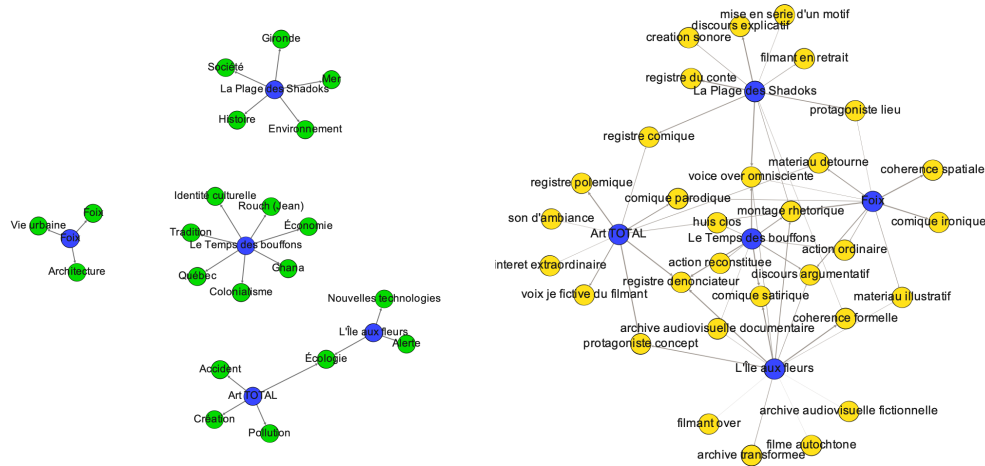 Gironde
Société
Mer
La Plage des Shadoks
Histoire
Environnement
Identité culturelle
Rouch (Jean)
Foix
Vie urbaine
Économie
Tradition
Foix
Le Temps des bouffons
Architecture
Québec
Ghana
Colonialisme
Nouvelles technologies
L'Île aux fleurs
Alerte
Écologie
Accident
Art TOTAL
Création
Pollution
mise en serie d'un motif
discours explicatif
creation sonore
filmant en retrait
registre du conte
La Plage des Shadoks
protagoniste lieu
registre comique
materiau detourne
coherence spatiale
voice over omnisciente
registre polemique
comique parodique
Foix
montage rhetorique
son d'ambiance
huis clos
comique ironique
Art TOTAL
Le Temps des bouffons
action ordinaire
interet extraordinaire
action reconstituee
discours argumentatif
registre denonciateur
voix je fictive du filmant
comique satirique
materiau illustratif
coherence formelle
archive audiovisuelle documentaire
protagoniste concept
L'Île aux fleurs
archive audiovisuelle fictionnelle
filmant over
filme autochtone
archive transformee